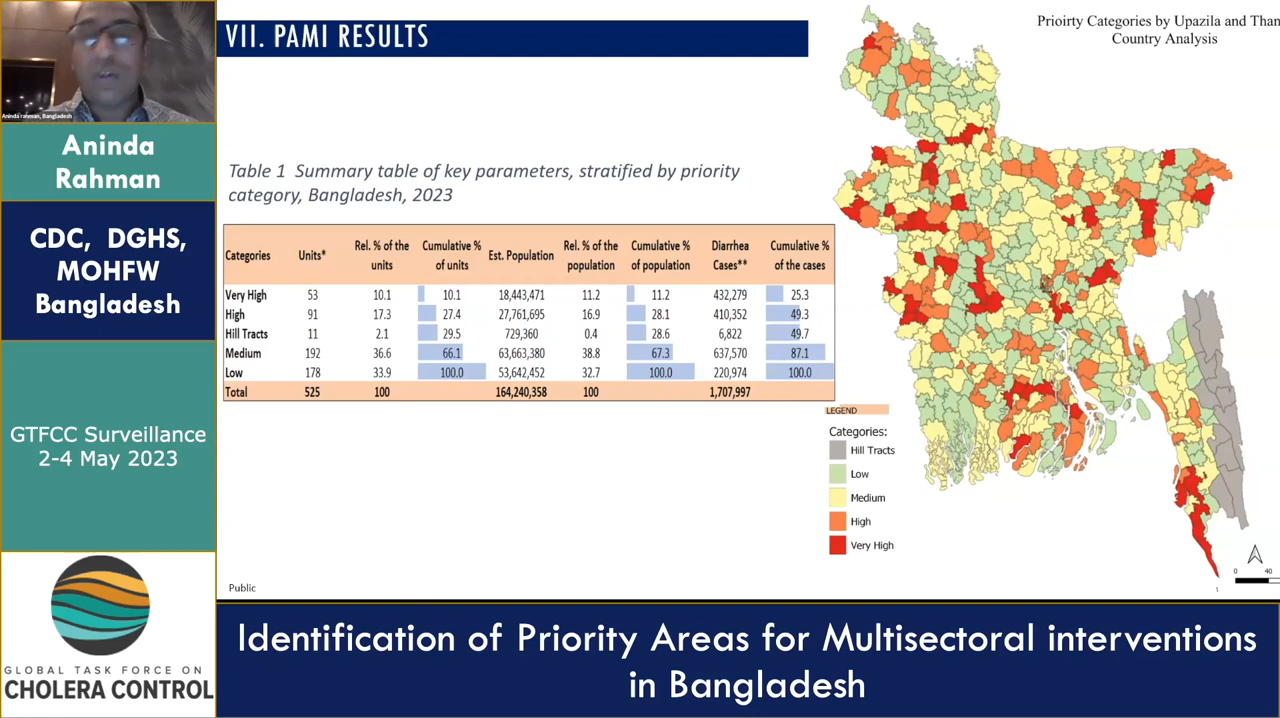 Aninda rahman, Bangladesh
Aninda
Rahman
CDC, DGHS,
MOHFW
Bangladesh
GTFCC Surveillance
2-4 May 2023
GLOBAL TASK FORCE ON
CHOLERA CONTROL
VII. PAMI RESULTS
Table 1 Summary table of key parameters, stratified by priority
category, Bangladesh, 2023
Categories Units* Rel. % of the units Cumulative % of units Est. Population Rel. % of the population Cumulative % of population Diarrhea Cases** Cumulative % of the cases
Very High 53 10.1 10.1 18,443,471 11.2 11.2 432,279 25.3
High 91 17.3 27.4 27,761,695 16.9 28.1 410,352 49.3
Hill Tracts 11 2.1 29.5 729,360 0.4 28.6 6,822 49.7
Medium 192 36.6 66.1 63,663,380 38.8 67.3 637,570 87.1
Low 178 33.9 100.0 53,642,452 32.7 100.0 220,974 100.0
Total 525 100 164,240,358 100 1,707,997
Prioirty Categories by Upazila and Than
Country Analysis
LEGEND
Categories:
Hill Tracts
Low
Medium
High
Very High
0 40
Public
Identification of Priority Areas for Multisectoral interventions
in Bangladesh